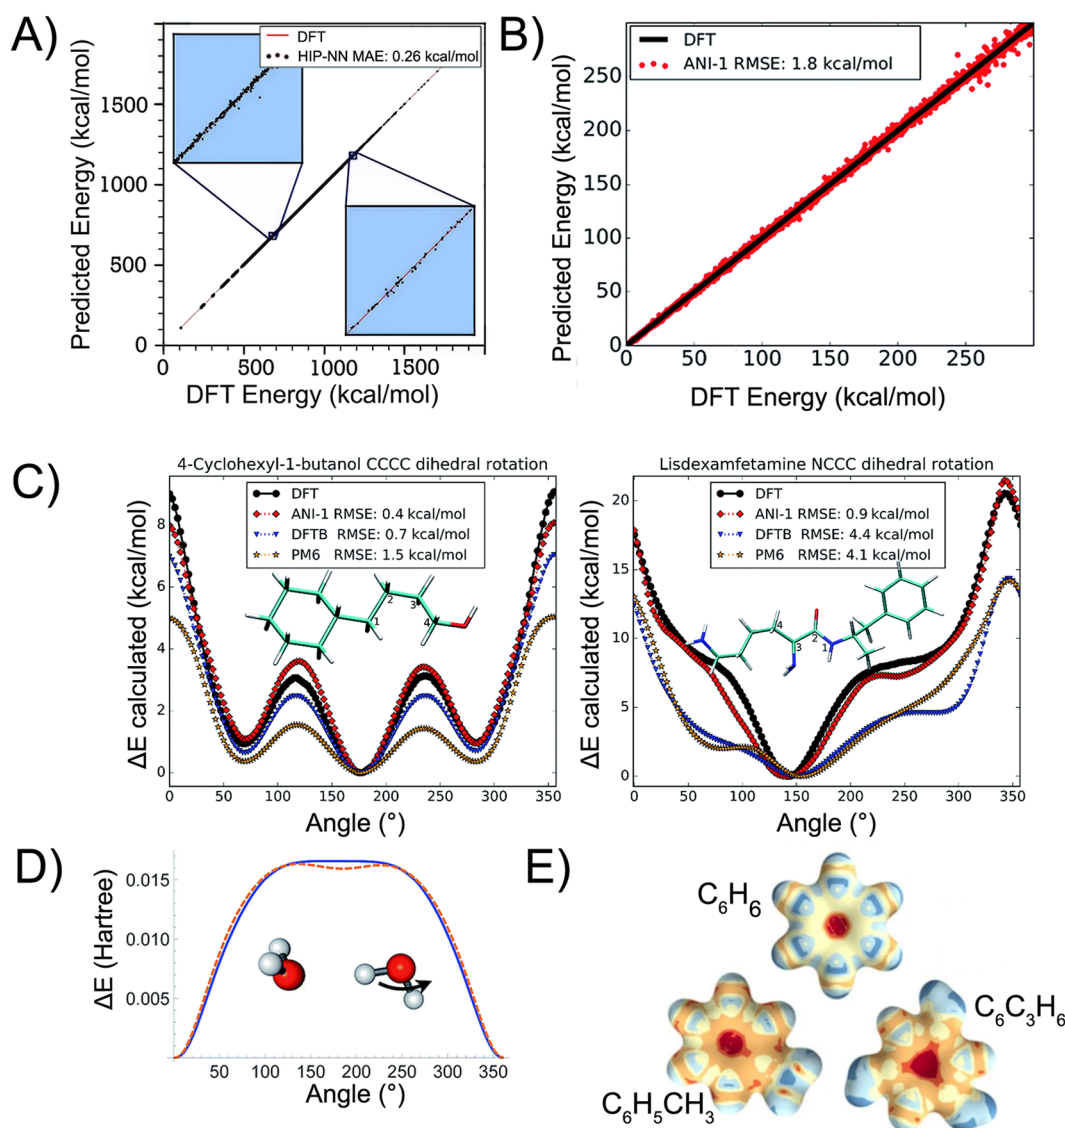 A)
DFT
HIP-NN MAE: 0.26 kcal/mol
Predicted Energy (kcal/mol)
1500
1000
500
0
0 500 1000 1500
DFT Energy (kcal/mol)
B)
DFT
ANI-1 RMSE: 1.8 kcal/mol
Predicted Energy (kcal/mol)
250
200
150
100
50
0
0 50 100 150 200 250
DFT Energy (kcal/mol)
C)
4-Cyclohexyl-1-butanol CCCC dihedral rotation
DFT
ANI-1 RMSE: 0.4 kcal/mol
DFTB RMSE: 0.7 kcal/mol
PM6 RMSE: 1.5 kcal/mol
ΔE calculated (kcal/mol)
8
6
4
2
0
1
2
3
4
0 50 100 150 200 250 300 350
Angle (°)
Lisdexamfetamine NCCC dihedral rotation
DFT
ANI-1 RMSE: 0.9 kcal/mol
DFTB RMSE: 4.4 kcal/mol
PM6 RMSE: 4.1 kcal/mol
ΔE calculated (kcal/mol)
20
15
10
5
0
4
3
2
1
0 50 100 150 200 250 300 350
Angle (°)
D)
ΔE (Hartree)
0.015
0.010
0.005
50 100 150 200 250 300 350
Angle (°)
E)
C₆H₆
C₆C₃H₆
C₆H₅CH₃